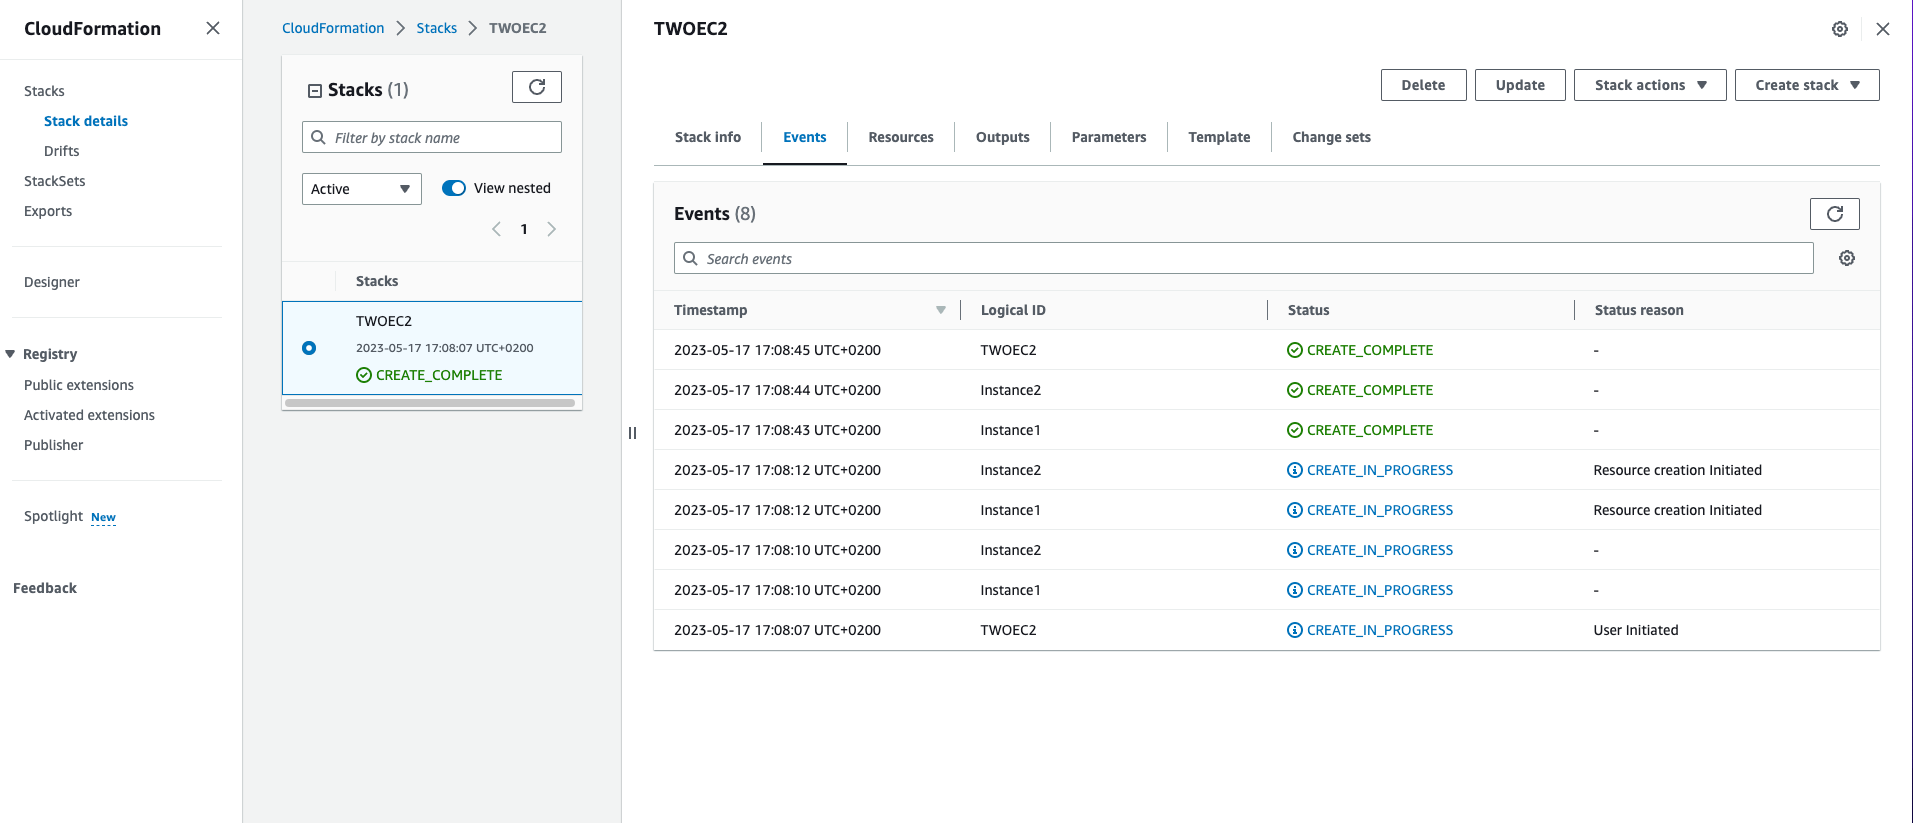 CloudFormation
Stacks
Stack details
Drifts
StackSets
Exports
Designer
Registry
Public extensions
Activated extensions
Publisher
Spotlight New
Feedback
CloudFormation Stacks TWOEC2
Stacks (1)
Filter by stack name
Active View nested
1
Stacks
TWOEC2
2023-05-17 17:08:07 UTC+0200
CREATE_COMPLETE
TWOEC2
Delete Update Stack actions Create stack
Stack info Events Resources Outputs Parameters Template Change sets
Events (8)
Search events
Timestamp Logical ID Status Status reason
2023-05-17 17:08:45 UTC+0200 TWOEC2 CREATE_COMPLETE -
2023-05-17 17:08:44 UTC+0200 Instance2 CREATE_COMPLETE -
2023-05-17 17:08:43 UTC+0200 Instance1 CREATE_COMPLETE -
2023-05-17 17:08:12 UTC+0200 Instance2 CREATE_IN_PROGRESS Resource creation Initiated
2023-05-17 17:08:12 UTC+0200 Instance1 CREATE_IN_PROGRESS Resource creation Initiated
2023-05-17 17:08:10 UTC+0200 Instance2 CREATE_IN_PROGRESS -
2023-05-17 17:08:10 UTC+0200 Instance1 CREATE_IN_PROGRESS -
2023-05-17 17:08:07 UTC+0200 TWOEC2 CREATE_IN_PROGRESS User Initiated